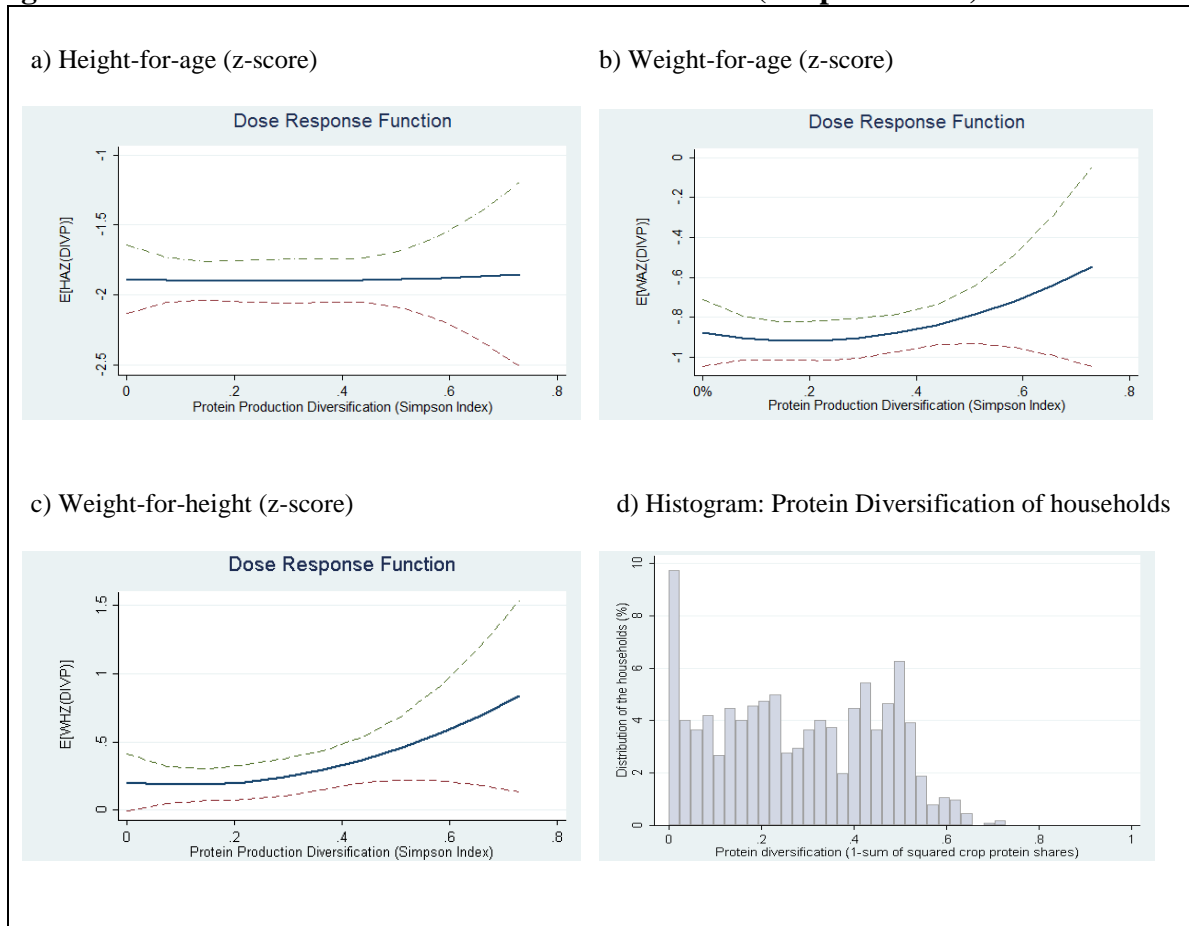 a) Height-for-age (z-score)
Dose Response Function
E[HAZ(DIVP)]
-1
-1.5
-2
-2.5
0 .2 .4 .6 .8
Protein Production Diversification (Simpson Index)
b) Weight-for-age (z-score)
Dose Response Function
E[WAZ(DIVP)]
0
-.2
-.4
-.6
-.8
-1
0% .2 .4 .6 .8
Protein Production Diversification (Simpson Index)
c) Weight-for-height (z-score)
Dose Response Function
E[WHZ(DIVP)]
1.5
1
.5
0
0 .2 .4 .6 .8
Protein Production Diversification (Simpson Index)
d) Histogram: Protein Diversification of households
Distribution of the households (%)
10
8
6
4
2
0
0 .2 .4 .6 .8 1
Protein diversification (1-sum of squared crop protein shares)